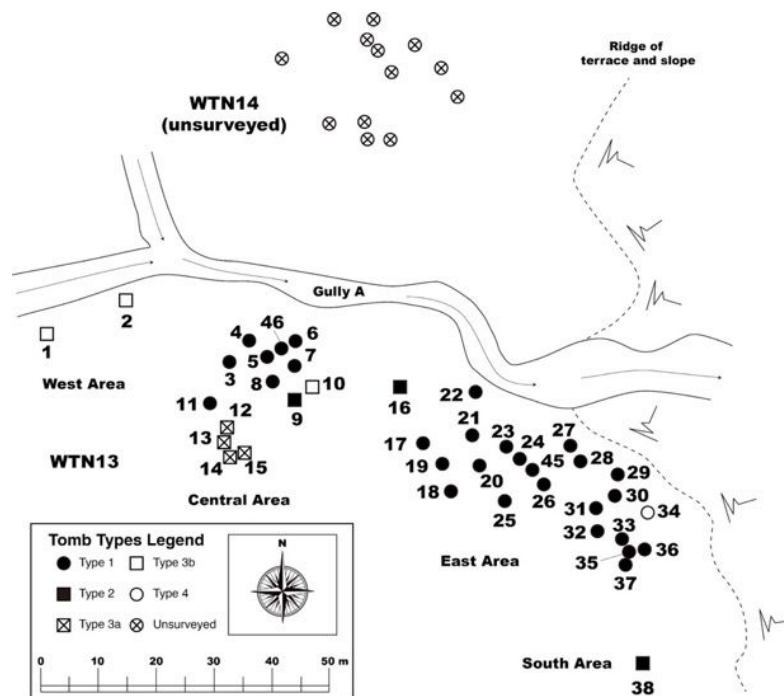 Ridge of
terrace and slope
WTN14
(unsurveyed)
Gully A
46
4
6
2
5
7
1
3
8
10
West Area
22
11
12
9
16
13
21
27
17
23
24
WTN13
14
15
19
45
28
29
20
30
Central Area
18
26
31
34
25
32
33
36
East Area
35
37
Tomb Types Legend
N
Type 1
Type 3b
Type 2
Type 4
Type 3a
Unsurveyed
0
10
20
30
40
50 m
South Area
38